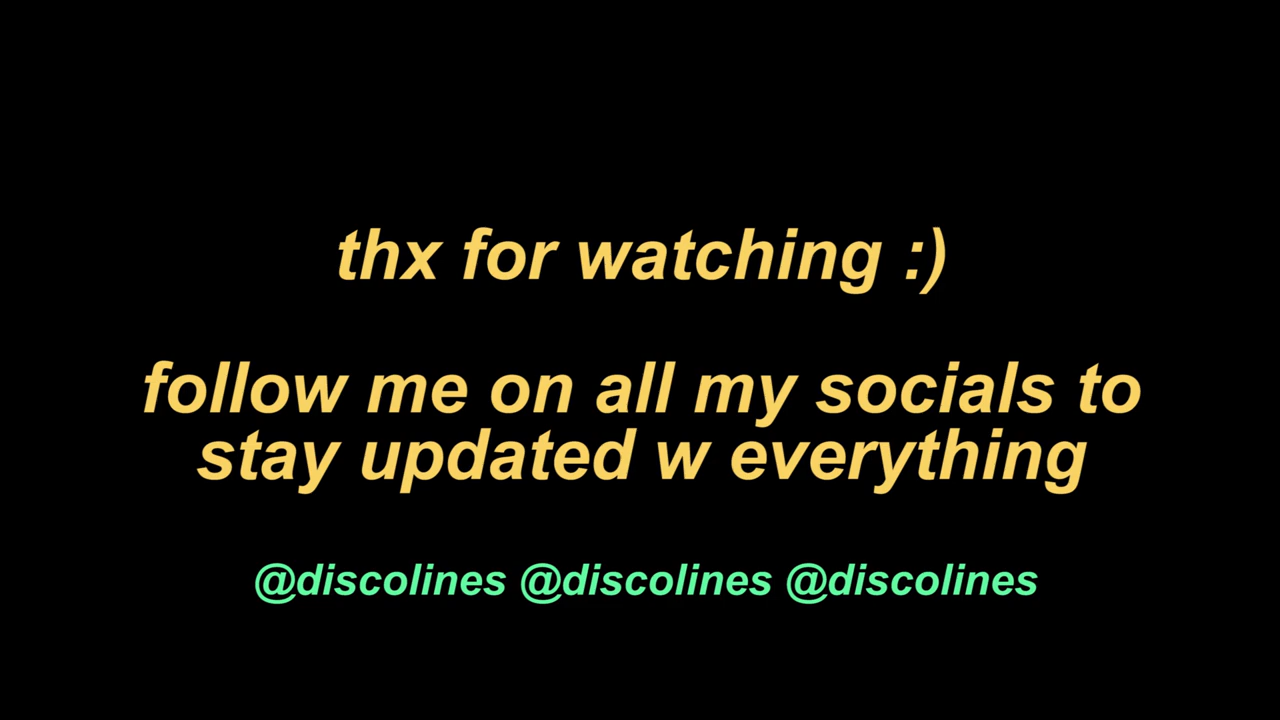 thx for watching :)
follow me on all my socials to
stay updated w everything
@discolines @discolines @discolines